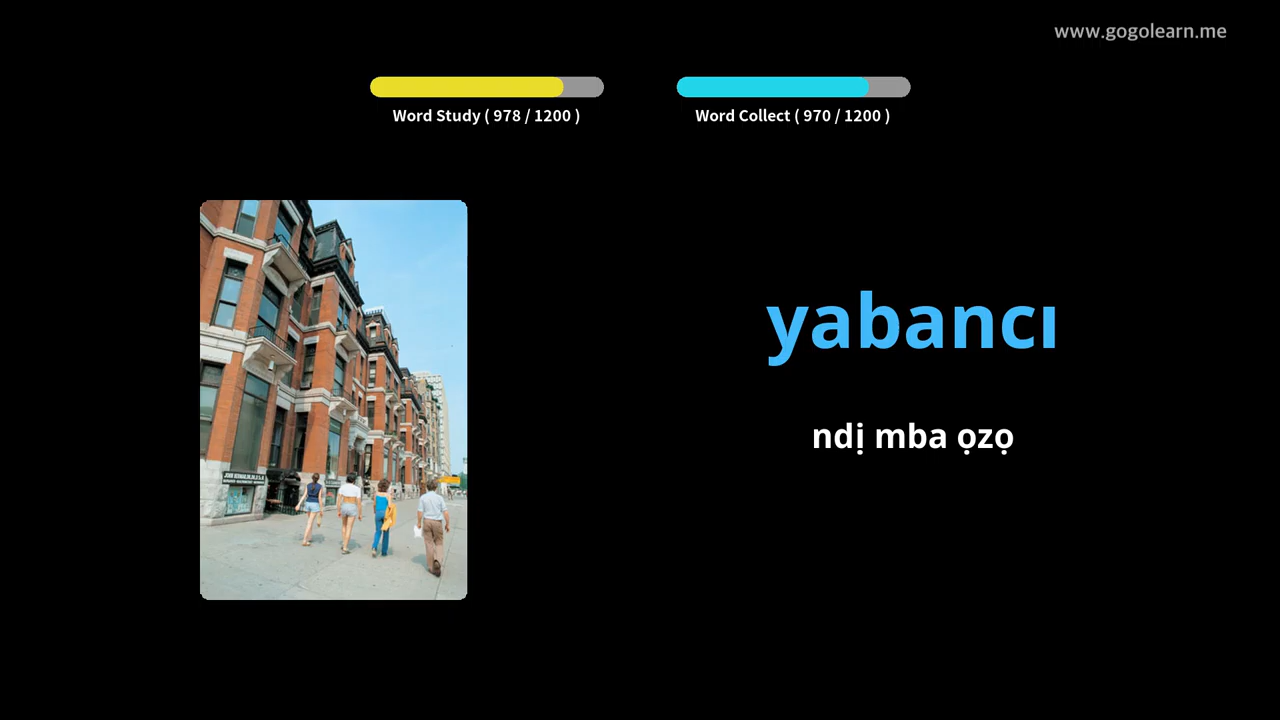 www.gogolearn.me
Word Study ( 978 / 1200 )
Word Collect ( 970 / 1200 )
yabancı
ndị mba ọzọ